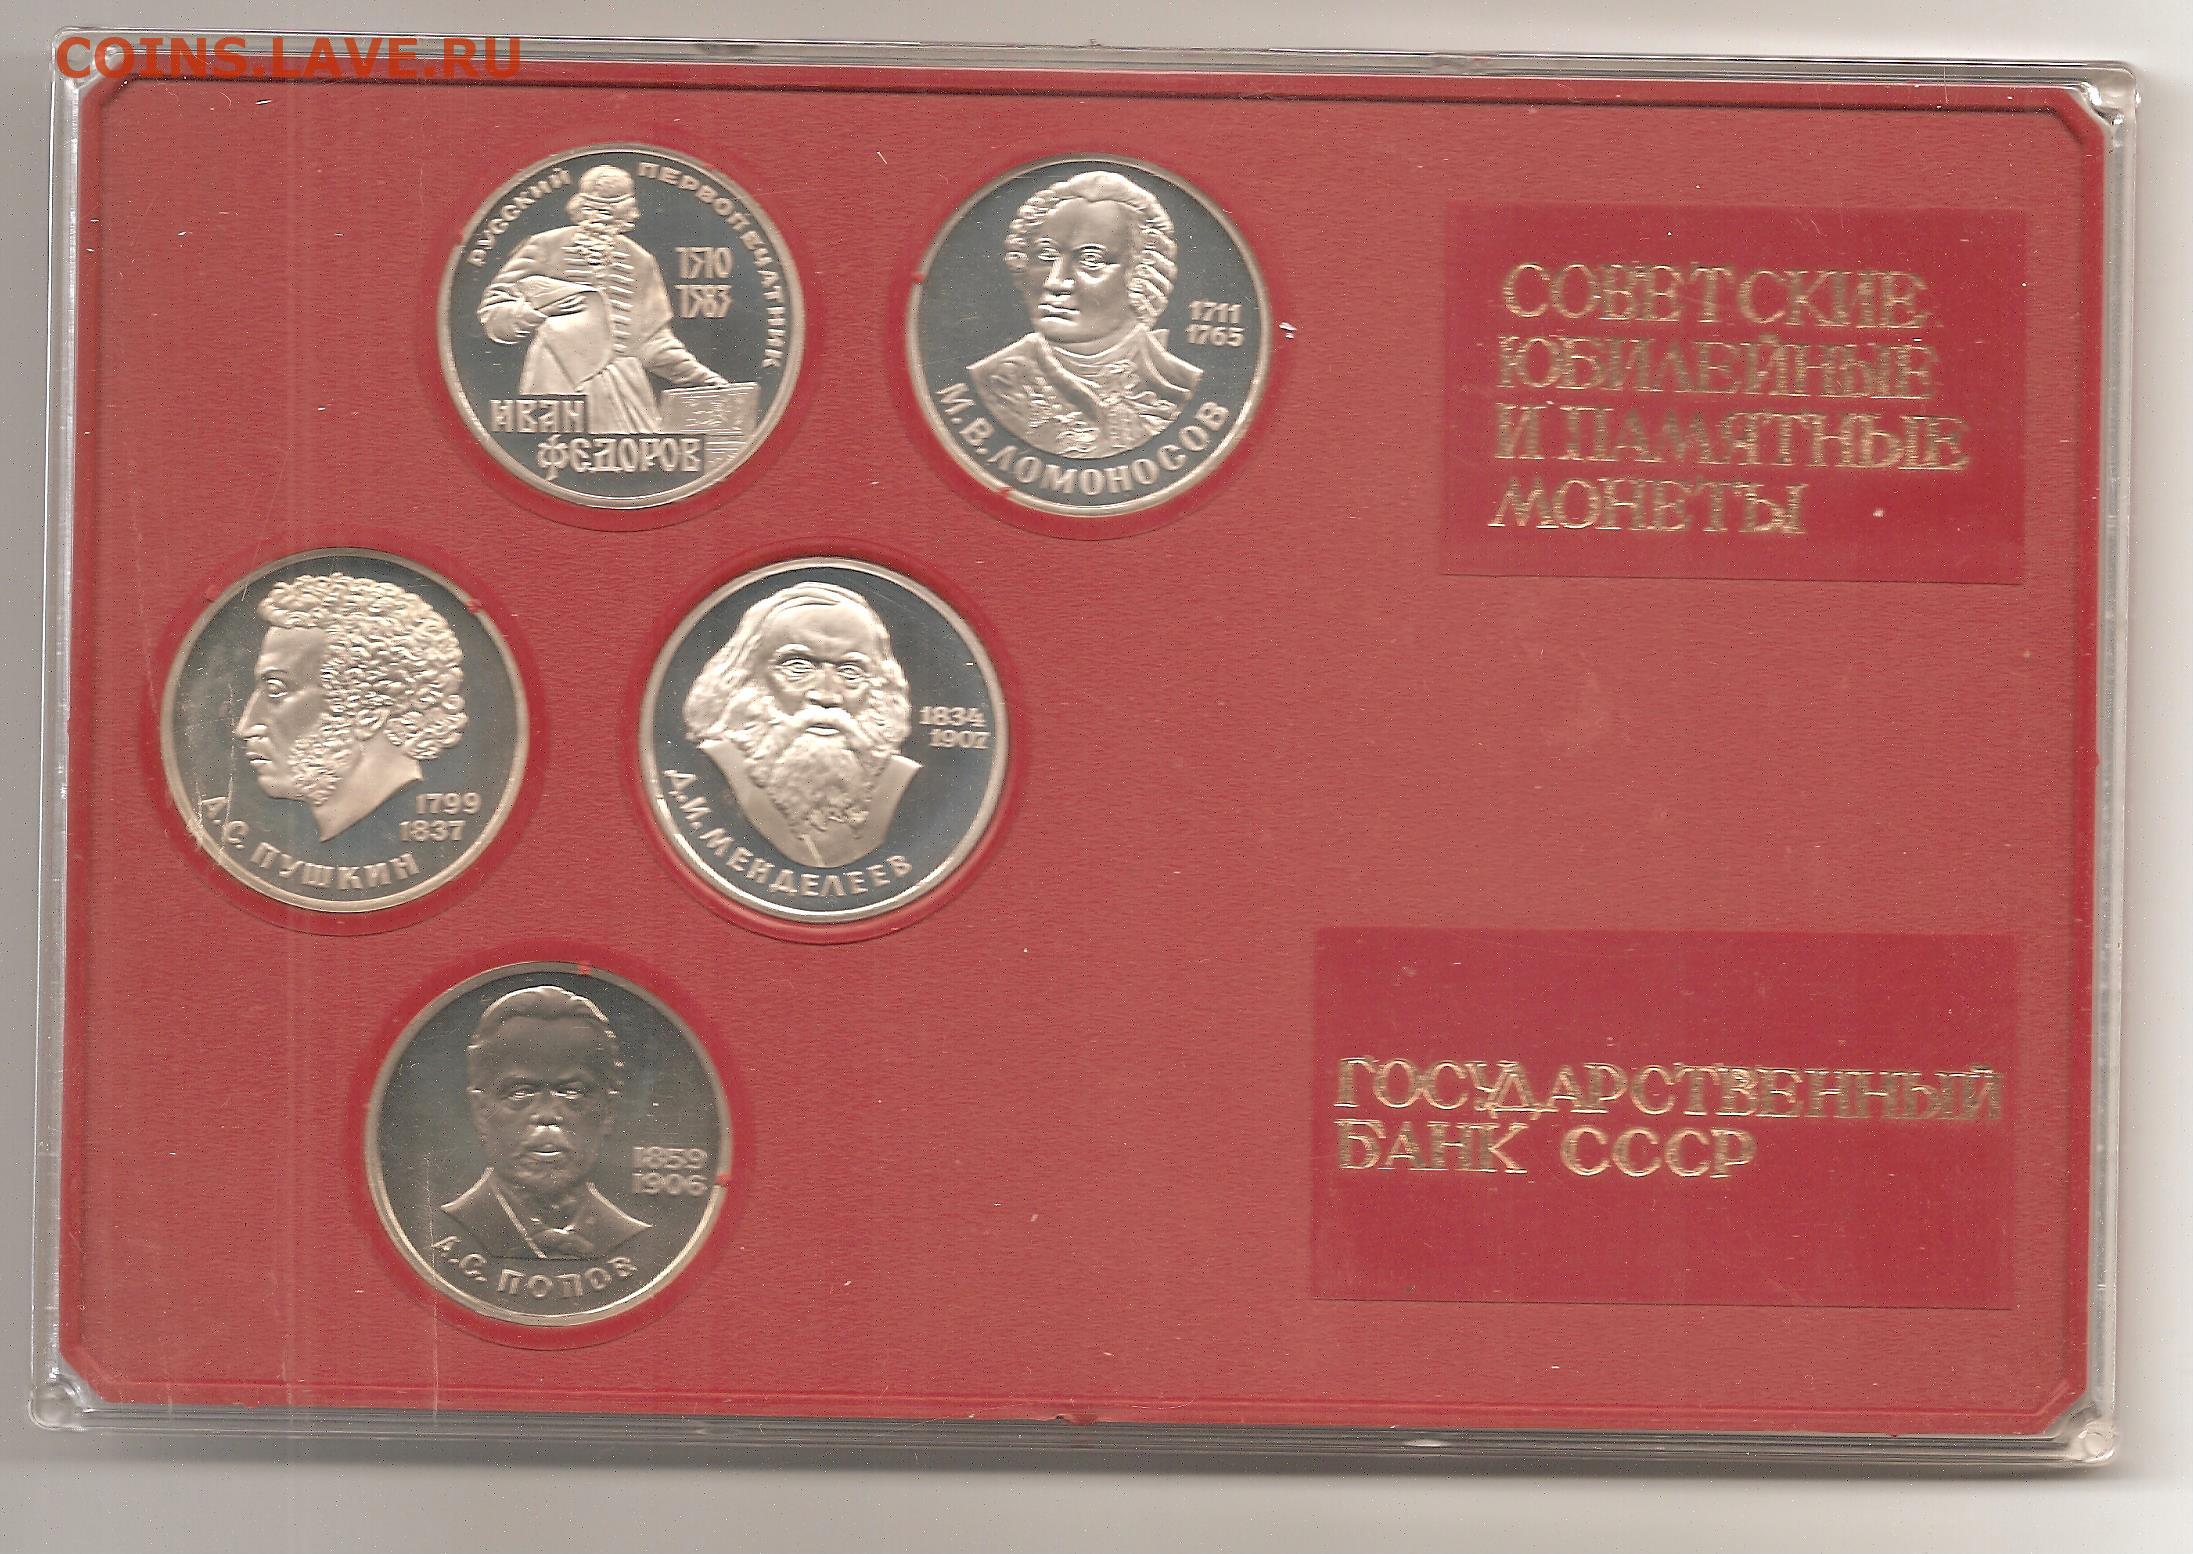 COINS.LAVE.RU
РУССКИЙ ПЕРВОПЕЧАТНИК
1510
1583
ИВАН
ФЕДОРОВ
1711
1765
М.В. ЛОМОНОСОВ
СОВЕТСКИЕ
ЮБИЛЕЙНЫЕ
И ПАМЯТНЫЕ
МОНЕТЫ
1799
1837
А.С. ПУШКИН
1834
1907
Д.И. МЕНДЕЛЕЕВ
1859
1906
А.С. ПОПОВ
ГОСУДАРСТВЕННЫЙ
БАНК СССР